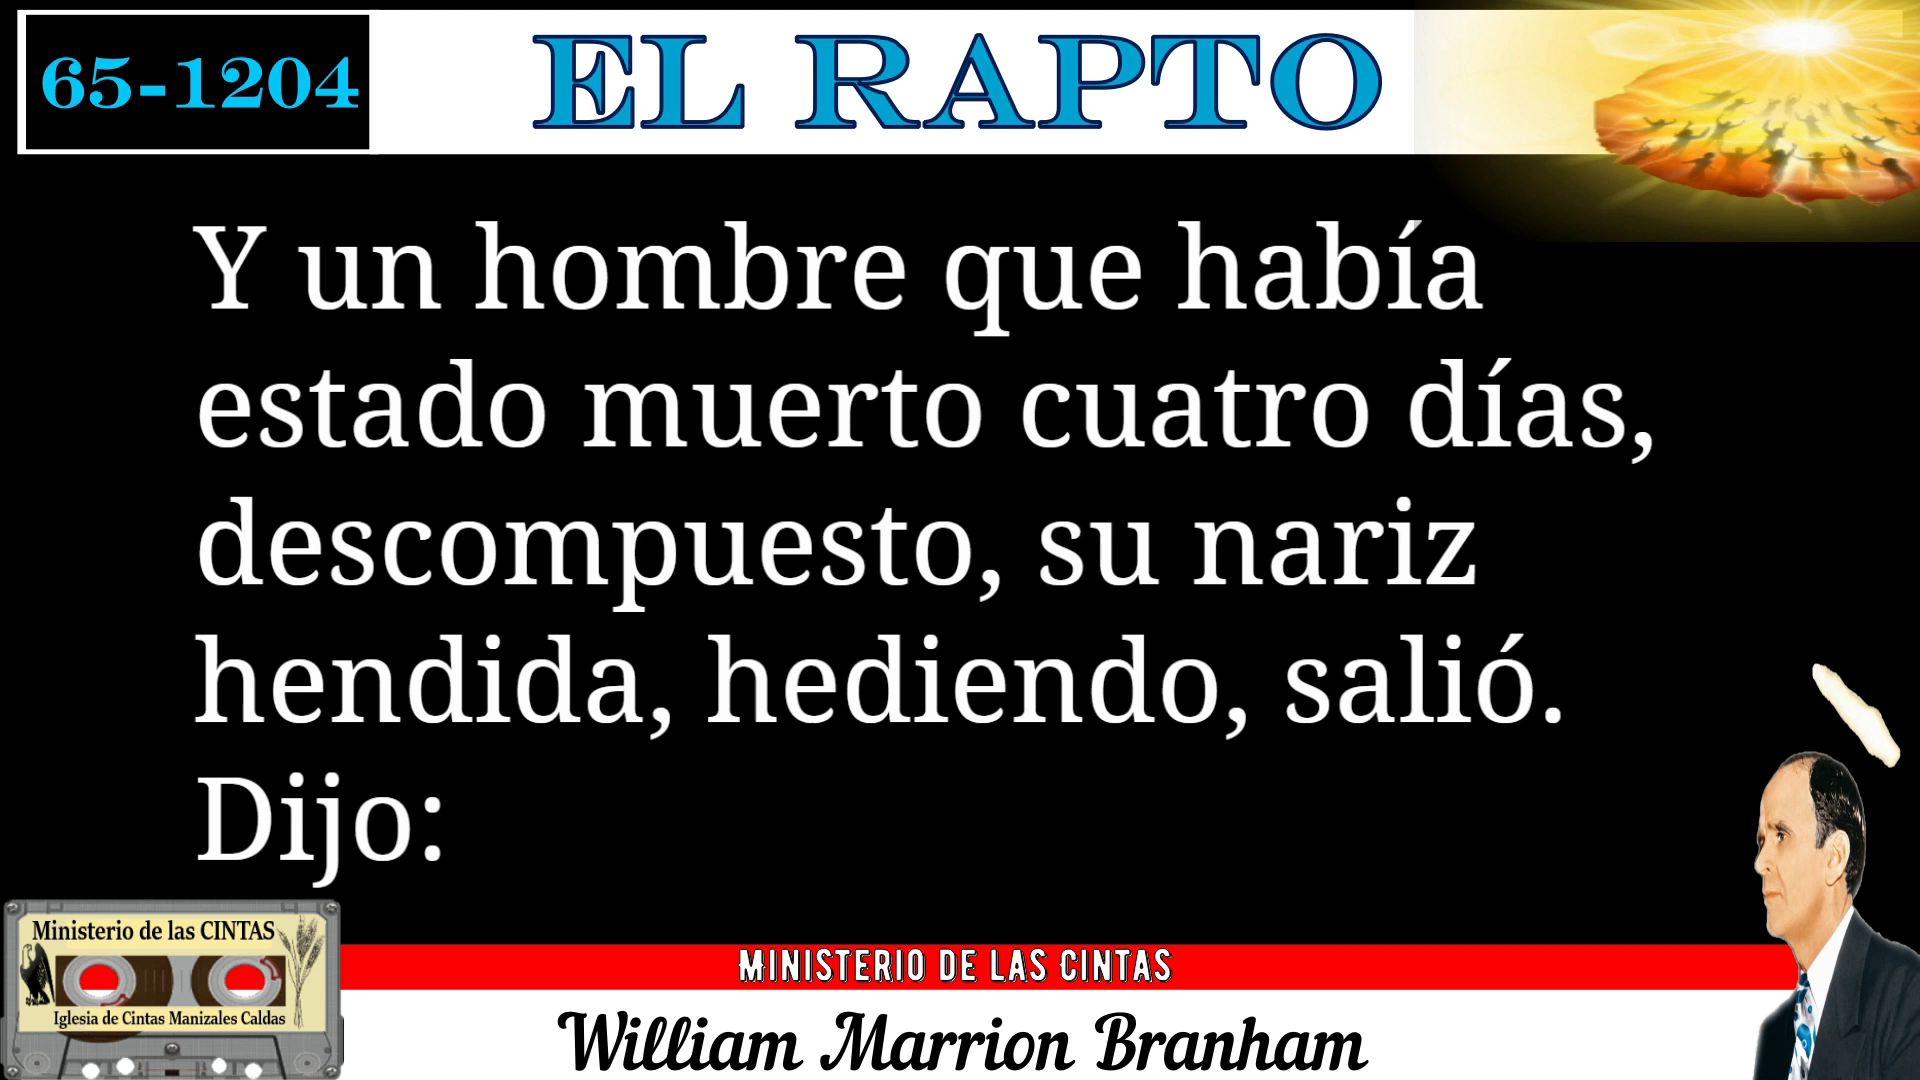 65-1204
EL RAPTO
Y un hombre que había
estado muerto cuatro días,
descompuesto, su nariz
hendida, hediendo, salió.
Dijo:
Ministerio de las CINTAS
Iglesia de Cintas Manizales Caldas
MINISTERIO DE LAS CINTAS
William Marrion Branham